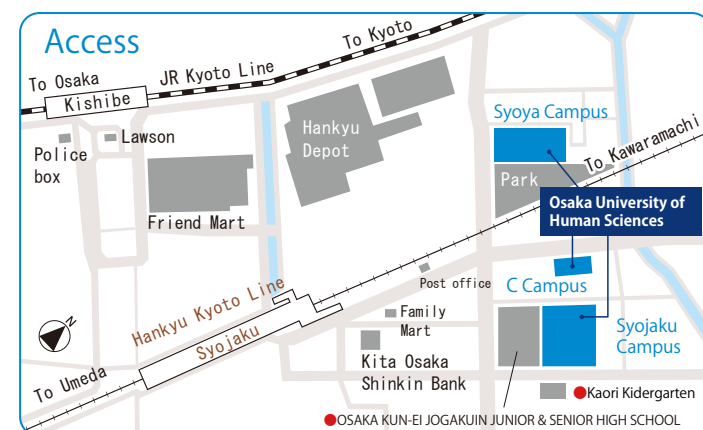 Access
To Kyoto
JR Kyoto Line
To Osaka
Kishibe
Lawson
Police
box
Hankyu
Depot
Friend Mart
Syoya Campus
To Kawaramachi
Park
Osaka University of
Human Sciences
Post office
C Campus
Hankyu Kyoto Line
Syojaku
Family
Mart
Syojaku
Campus
N
Kita Osaka
Shinkin Bank
To Umeda
Kaori Kidergarten
OSAKA KUN-EI JOGAKUIN JUNIOR & SENIOR HIGH SCHOOL